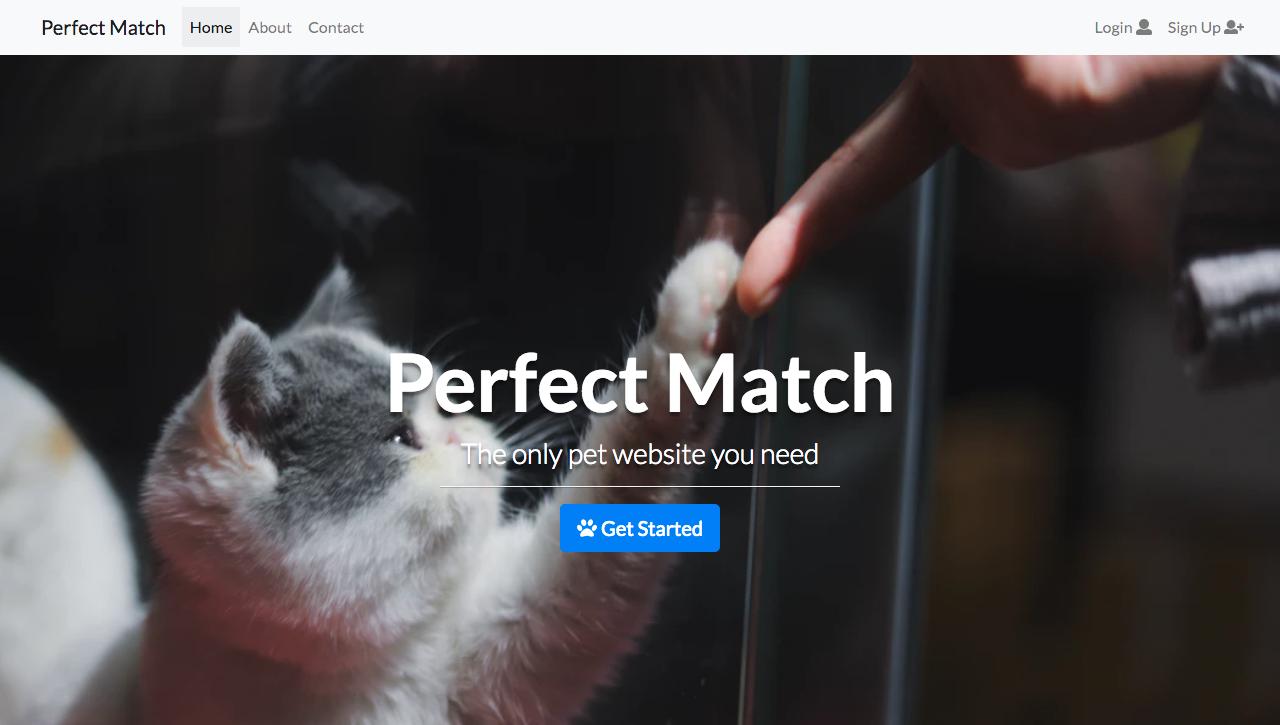 Perfect Match Home About Contact Login Sign Up
Perfect Match
The only pet website you need
Get Started